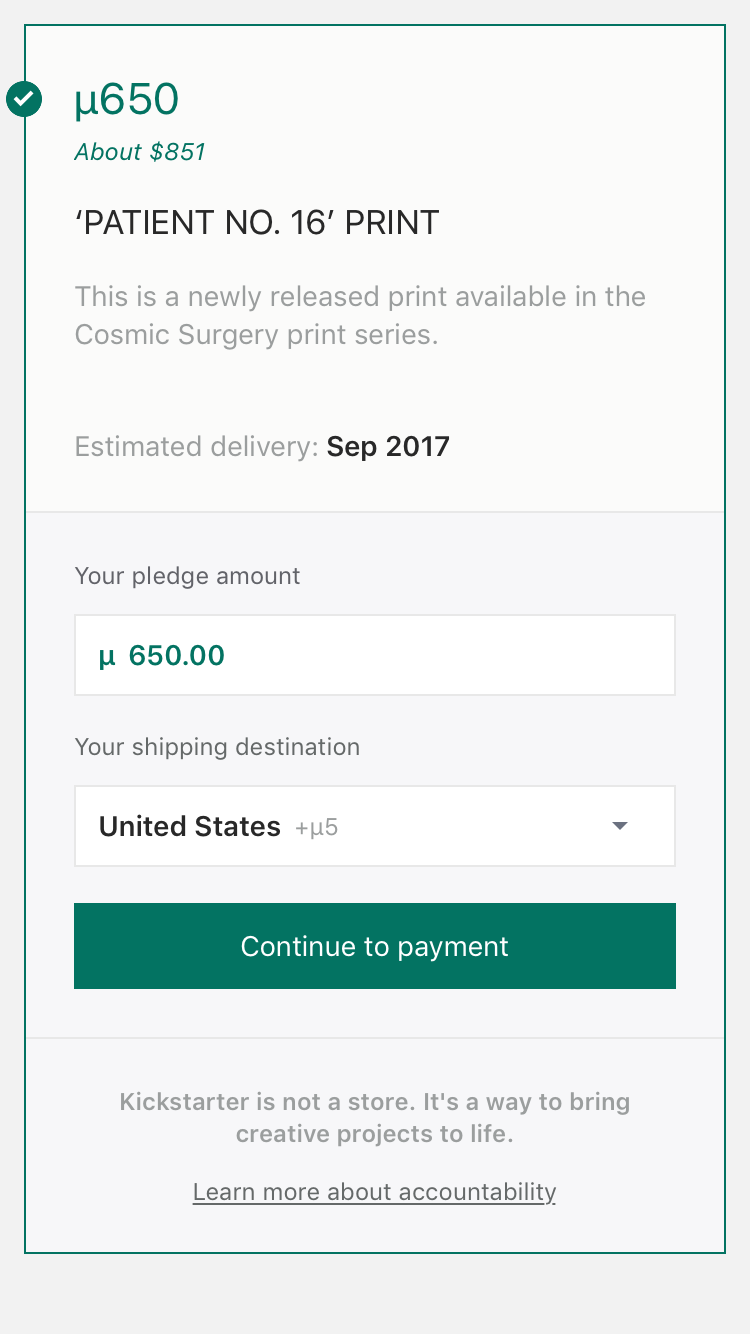 µ650
About $851
‘PATIENT NO. 16’ PRINT
This is a newly released print available in the
Cosmic Surgery print series.
Estimated delivery: Sep 2017
Your pledge amount
µ 650.00
Your shipping destination
United States +µ5
Continue to payment
Kickstarter is not a store. It's a way to bring
creative projects to life.
Learn more about accountability